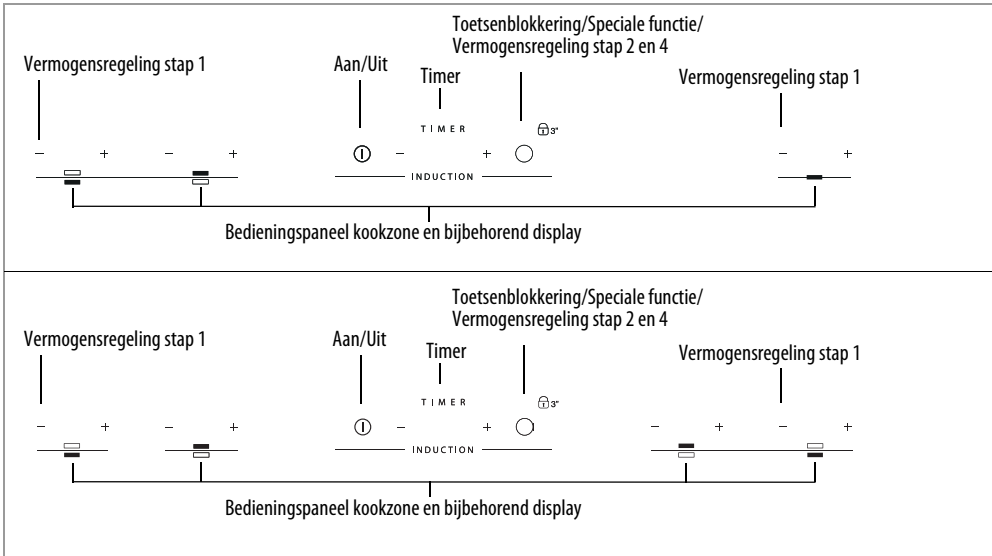 Toetsenblokkering/Speciale functie/
Vermogensregeling stap 2 en 4
Vermogensregeling stap 1
Aan/Uit
Timer
Vermogensregeling stap 1
TIMER
3"
− + − + − + − +
INDUCTION
Bedieningspaneel kookzone en bijbehorend display
Toetsenblokkering/Speciale functie/
Vermogensregeling stap 2 en 4
Vermogensregeling stap 1
Aan/Uit
Timer
Vermogensregeling stap 1
TIMER
3"
− + − + − + − + − +
INDUCTION
Bedieningspaneel kookzone en bijbehorend display